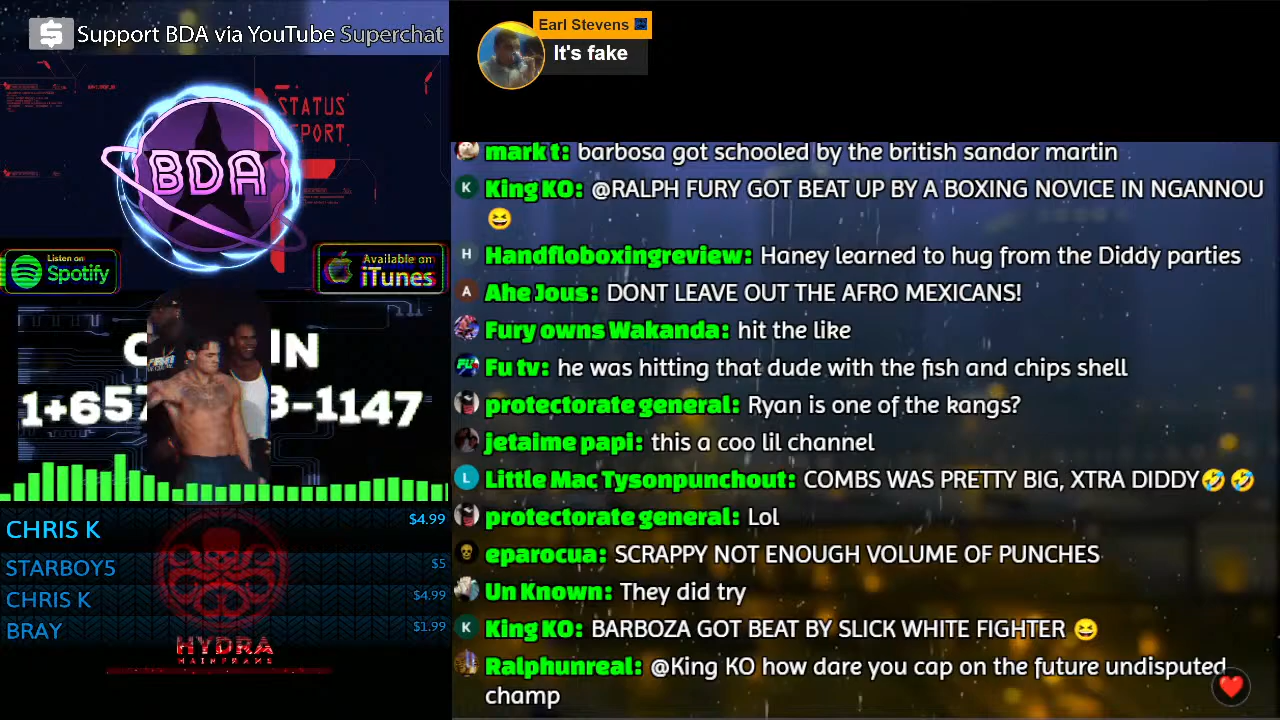 Support BDA via YouTube Superchat
STATUS
REPORT
BDA
Listen on
Spotify
Available on
iTunes
IN
1+657
3-1147
CHRIS K $4.99
STARBOY5 $5
CHRIS K $4.99
BRAY $1.99
HYDRA
MAINFRAME
Earl Stevens
It's fake
mark t: barbosa got schooled by the british sandor martin
King KO: @RALPH FURY GOT BEAT UP BY A BOXING NOVICE IN NGANNOU
😆
Handfloboxingreview: Haney learned to hug from the Diddy parties
Ahe Jous: DONT LEAVE OUT THE AFRO MEXICANS!
Fury owns Wakanda: hit the like
Fu tv: he was hitting that dude with the fish and chips shell
protectorate general: Ryan is one of the kangs?
jetaime papi: this a coo lil channel
Little Mac Tysonpunchout: COMBS WAS PRETTY BIG, XTRA DIDDY🤣🤣
protectorate general: Lol
eparocua: SCRAPPY NOT ENOUGH VOLUME OF PUNCHES
Un Known: They did try
King KO: BARBOZA GOT BEAT BY SLICK WHITE FIGHTER 😆
Ralphunreal: @King KO how dare you cap on the future undisputed
champ